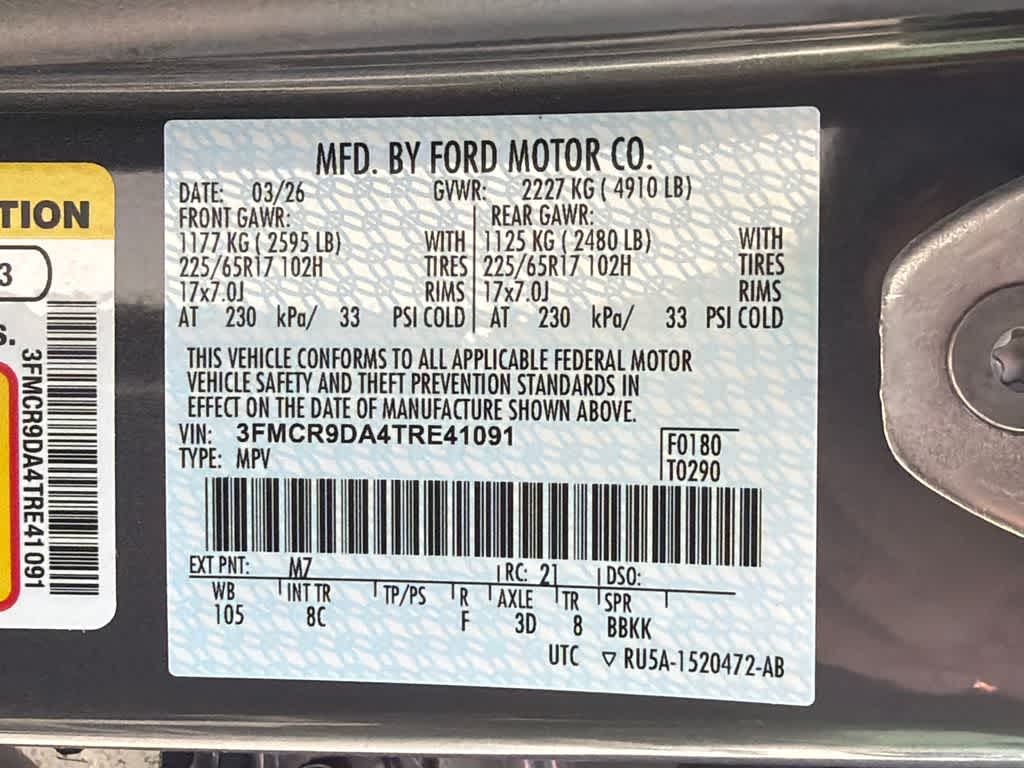 TION
3
s.
3FMCR9DA4TRE41091
MFD. BY FORD MOTOR CO.
DATE: 03/26 GVWR: 2227 KG ( 4910 LB)
FRONT GAWR: REAR GAWR:
1177 KG ( 2595 LB) WITH 1125 KG ( 2480 LB) WITH
225/65R17 102H TIRES 225/65R17 102H TIRES
17x7.0J RIMS 17x7.0J RIMS
AT 230 kPa/ 33 PSI COLD AT 230 kPa/ 33 PSI COLD
THIS VEHICLE CONFORMS TO ALL APPLICABLE FEDERAL MOTOR
VEHICLE SAFETY AND THEFT PREVENTION STANDARDS IN
EFFECT ON THE DATE OF MANUFACTURE SHOWN ABOVE.
VIN: 3FMCR9DA4TRE41091 F0180
TYPE: MPV T0290
EXT PNT: M7 RC: 21 DSO:
WB INT TR TP/PS R AXLE TR SPR
105 8C F 3D 8 BBKK
UTC ▽ RU5A-1520472-AB